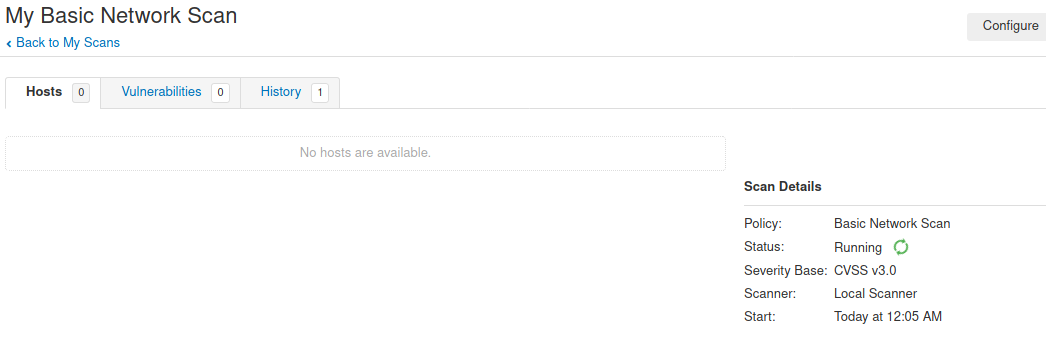 My Basic Network Scan
Configure
‹ Back to My Scans
Hosts 0 Vulnerabilities 0 History 1
No hosts are available.
Scan Details
Policy: Basic Network Scan
Status: Running
Severity Base: CVSS v3.0
Scanner: Local Scanner
Start: Today at 12:05 AM